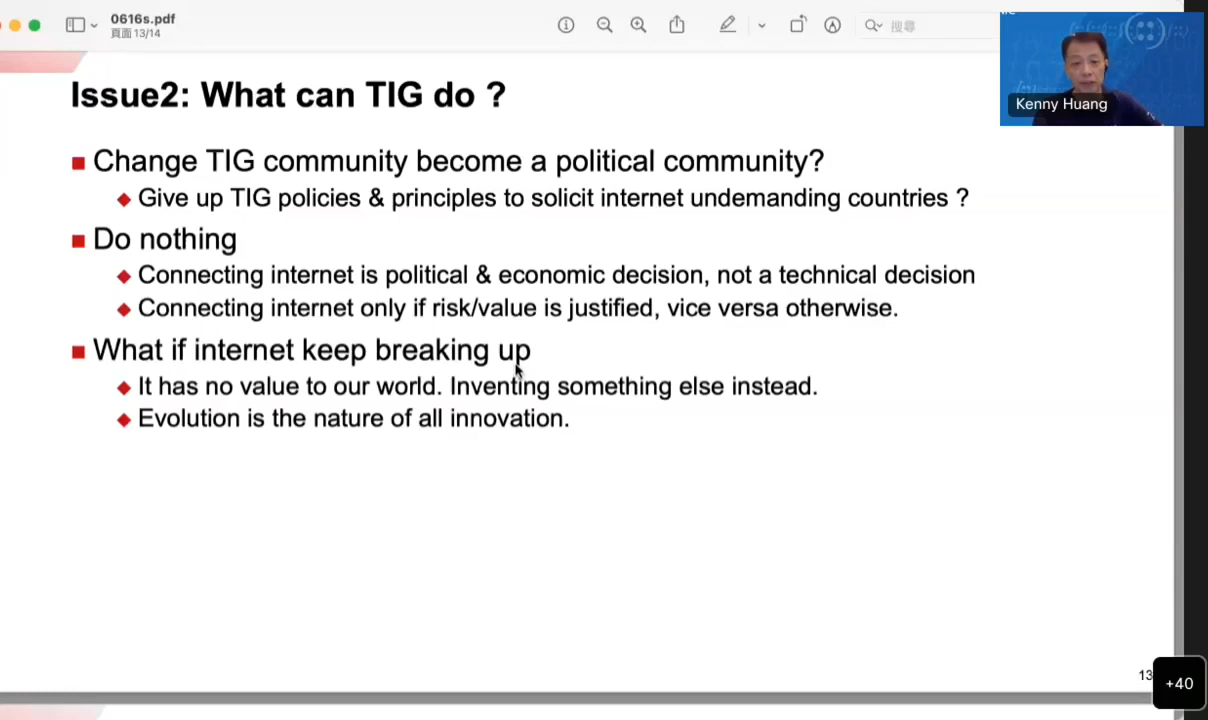 0616s.pdf
頁面 13/14
搜尋
Kenny Huang
Issue2: What can TIG do ?
Change TIG community become a political community?
Give up TIG policies & principles to solicit internet undemanding countries ?
Do nothing
Connecting internet is political & economic decision, not a technical decision
Connecting internet only if risk/value is justified, vice versa otherwise.
What if internet keep breaking up
It has no value to our world. Inventing something else instead.
Evolution is the nature of all innovation.
13
+40